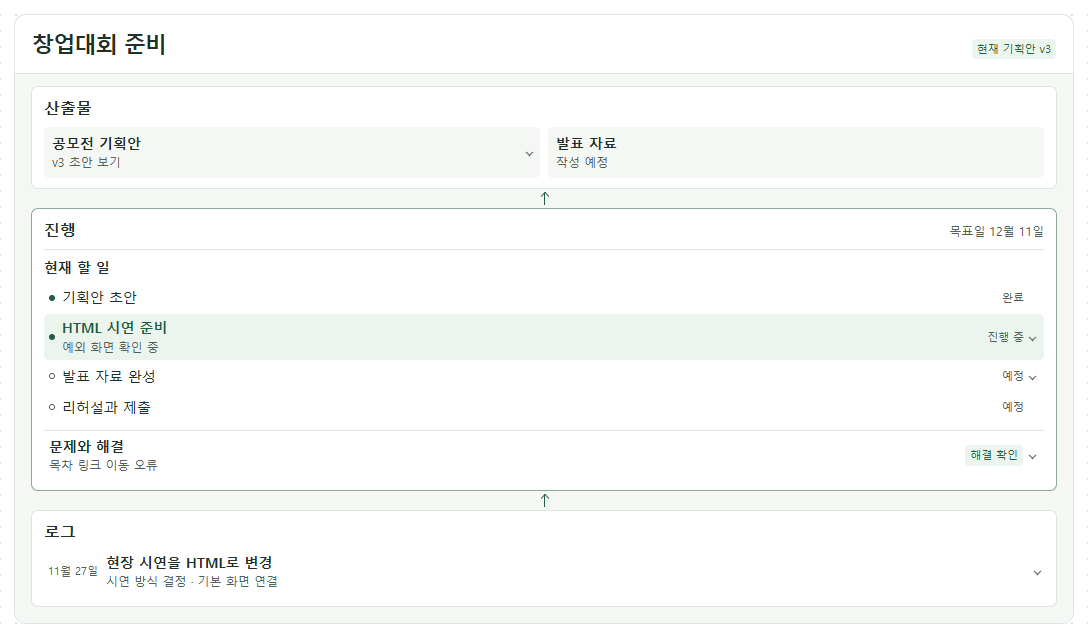 창업대회 준비
현재 기획안 v3
산출물
공모전 기획안
v3 초안 보기
발표 자료
작성 예정
진행
목표일 12월 11일
현재 할 일
기획안 초안
완료
HTML 시연 준비
예외 화면 확인 중
진행 중
발표 자료 완성
예정
리허설과 제출
예정
문제와 해결
목차 링크 이동 오류
해결 확인
로그
11월 27일
현장 시연을 HTML로 변경
시연 방식 결정 · 기본 화면 연결